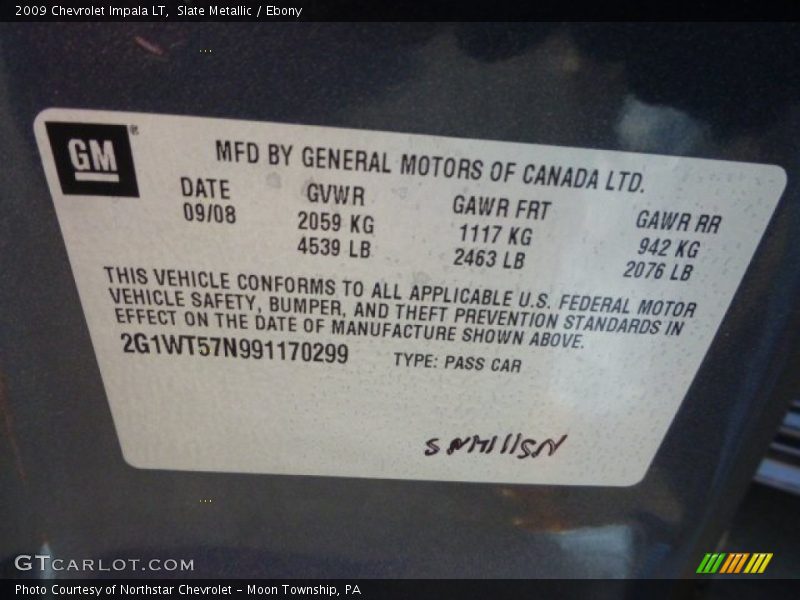 2009 Chevrolet Impala LT, Slate Metallic / Ebony
GM®
MFD BY GENERAL MOTORS OF CANADA LTD.
DATE GVWR GAWR FRT GAWR RR
09/08 2059 KG 1117 KG 942 KG
4539 LB 2463 LB 2076 LB
THIS VEHICLE CONFORMS TO ALL APPLICABLE U.S. FEDERAL MOTOR
VEHICLE SAFETY, BUMPER, AND THEFT PREVENTION STANDARDS IN
EFFECT ON THE DATE OF MANUFACTURE SHOWN ABOVE.
2G1WT57N991170299 TYPE: PASS CAR
GTCARLOT.COM
Photo Courtesy of Northstar Chevrolet - Moon Township, PA